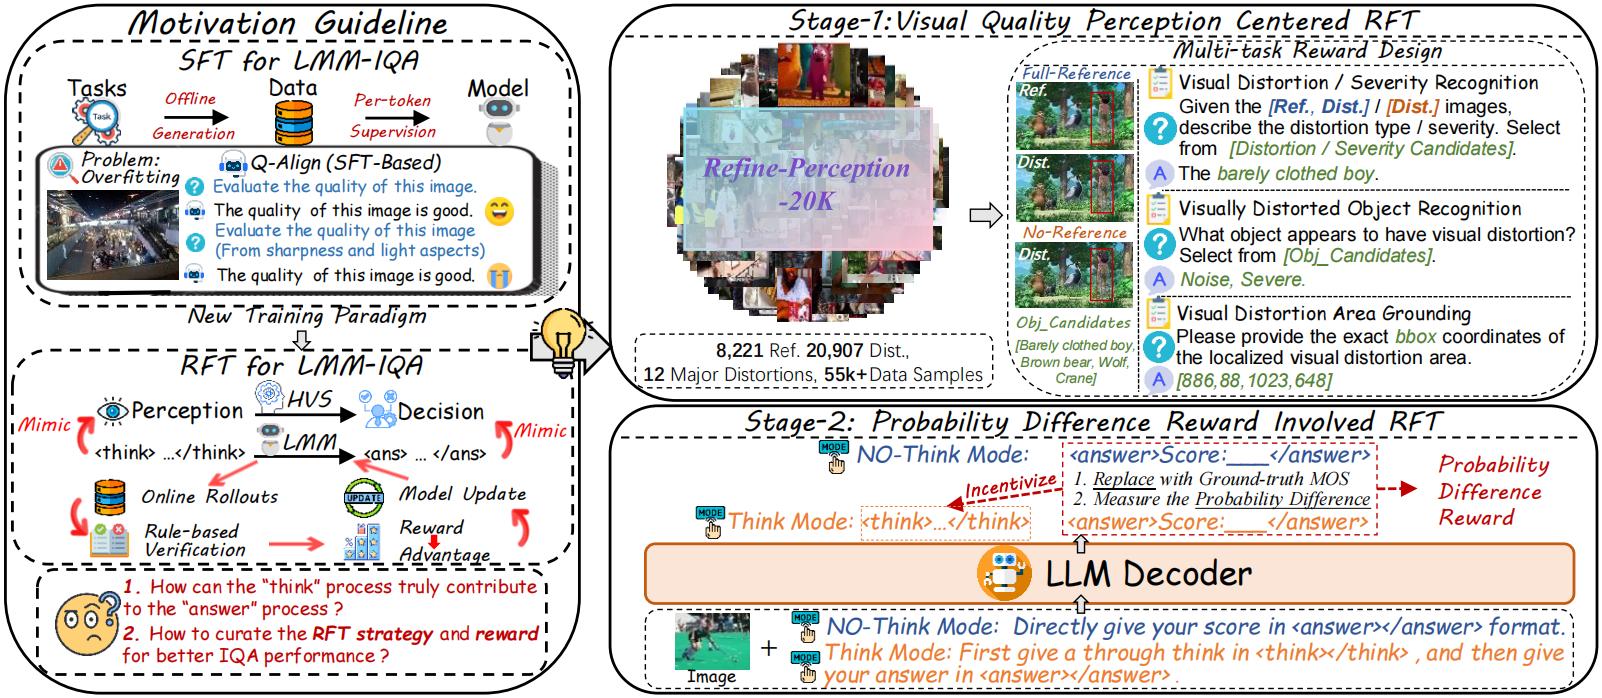 Motivation Guideline
SFT for LMM-IQA
Tasks
Offline
Generation
Data
Per-token
Supervision
Model
Task
Problem:
Overfitting
Q-Align (SFT-Based)
Evaluate the quality of this image.
The quality of this image is good.
Evaluate the quality of this image
(From sharpness and light aspects)
The quality of this image is good.
New Training Paradigm
RFT for LMM-IQA
Perception
HVS
Decision
Mimic
Mimic
<think> ...</think>
LMM
<ans> ... </ans>
Online Rollouts
UPDATE
Model Update
Rule-based
Verification
Reward
Advantage
1. How can the “think” process truly contribute
to the “answer” process ?
2. How to curate the RFT strategy and reward
for better IQA performance ?
Stage-1:Visual Quality Perception Centered RFT
Refine-Perception
-20K
8,221 Ref. 20,907 Dist.,
12 Major Distortions, 55k+ Data Samples
Multi-task Reward Design
Full-Reference
Ref.
Dist.
No-Reference
Dist.
Obj_Candidates
[Barely clothed boy,
Brown bear, Wolf,
Crane]
Visual Distortion / Severity Recognition
Given the [Ref., Dist.] / [Dist.] images,
describe the distortion type / severity. Select
from [Distortion / Severity Candidates].
A The barely clothed boy.
Visually Distorted Object Recognition
What object appears to have visual distortion?
Select from [Obj_Candidates].
A Noise, Severe.
Visual Distortion Area Grounding
Please provide the exact bbox coordinates of
the localized visual distortion area.
A [886,88,1023,648]
Stage-2: Probability Difference Reward Involved RFT
MODE NO-Think Mode: <answer>Score:___</answer>
1. Replace with Ground-truth MOS
2. Measure the Probability Difference
Incentivize
Probability
Difference
Reward
MODE Think Mode: <think>...</think> <answer>Score:___</answer>
LLM Decoder
Image
+
MODE NO-Think Mode: Directly give your score in <answer></answer> format.
MODE Think Mode: First give a through think in <think></think> , and then give
your answer in <answer></answer> .